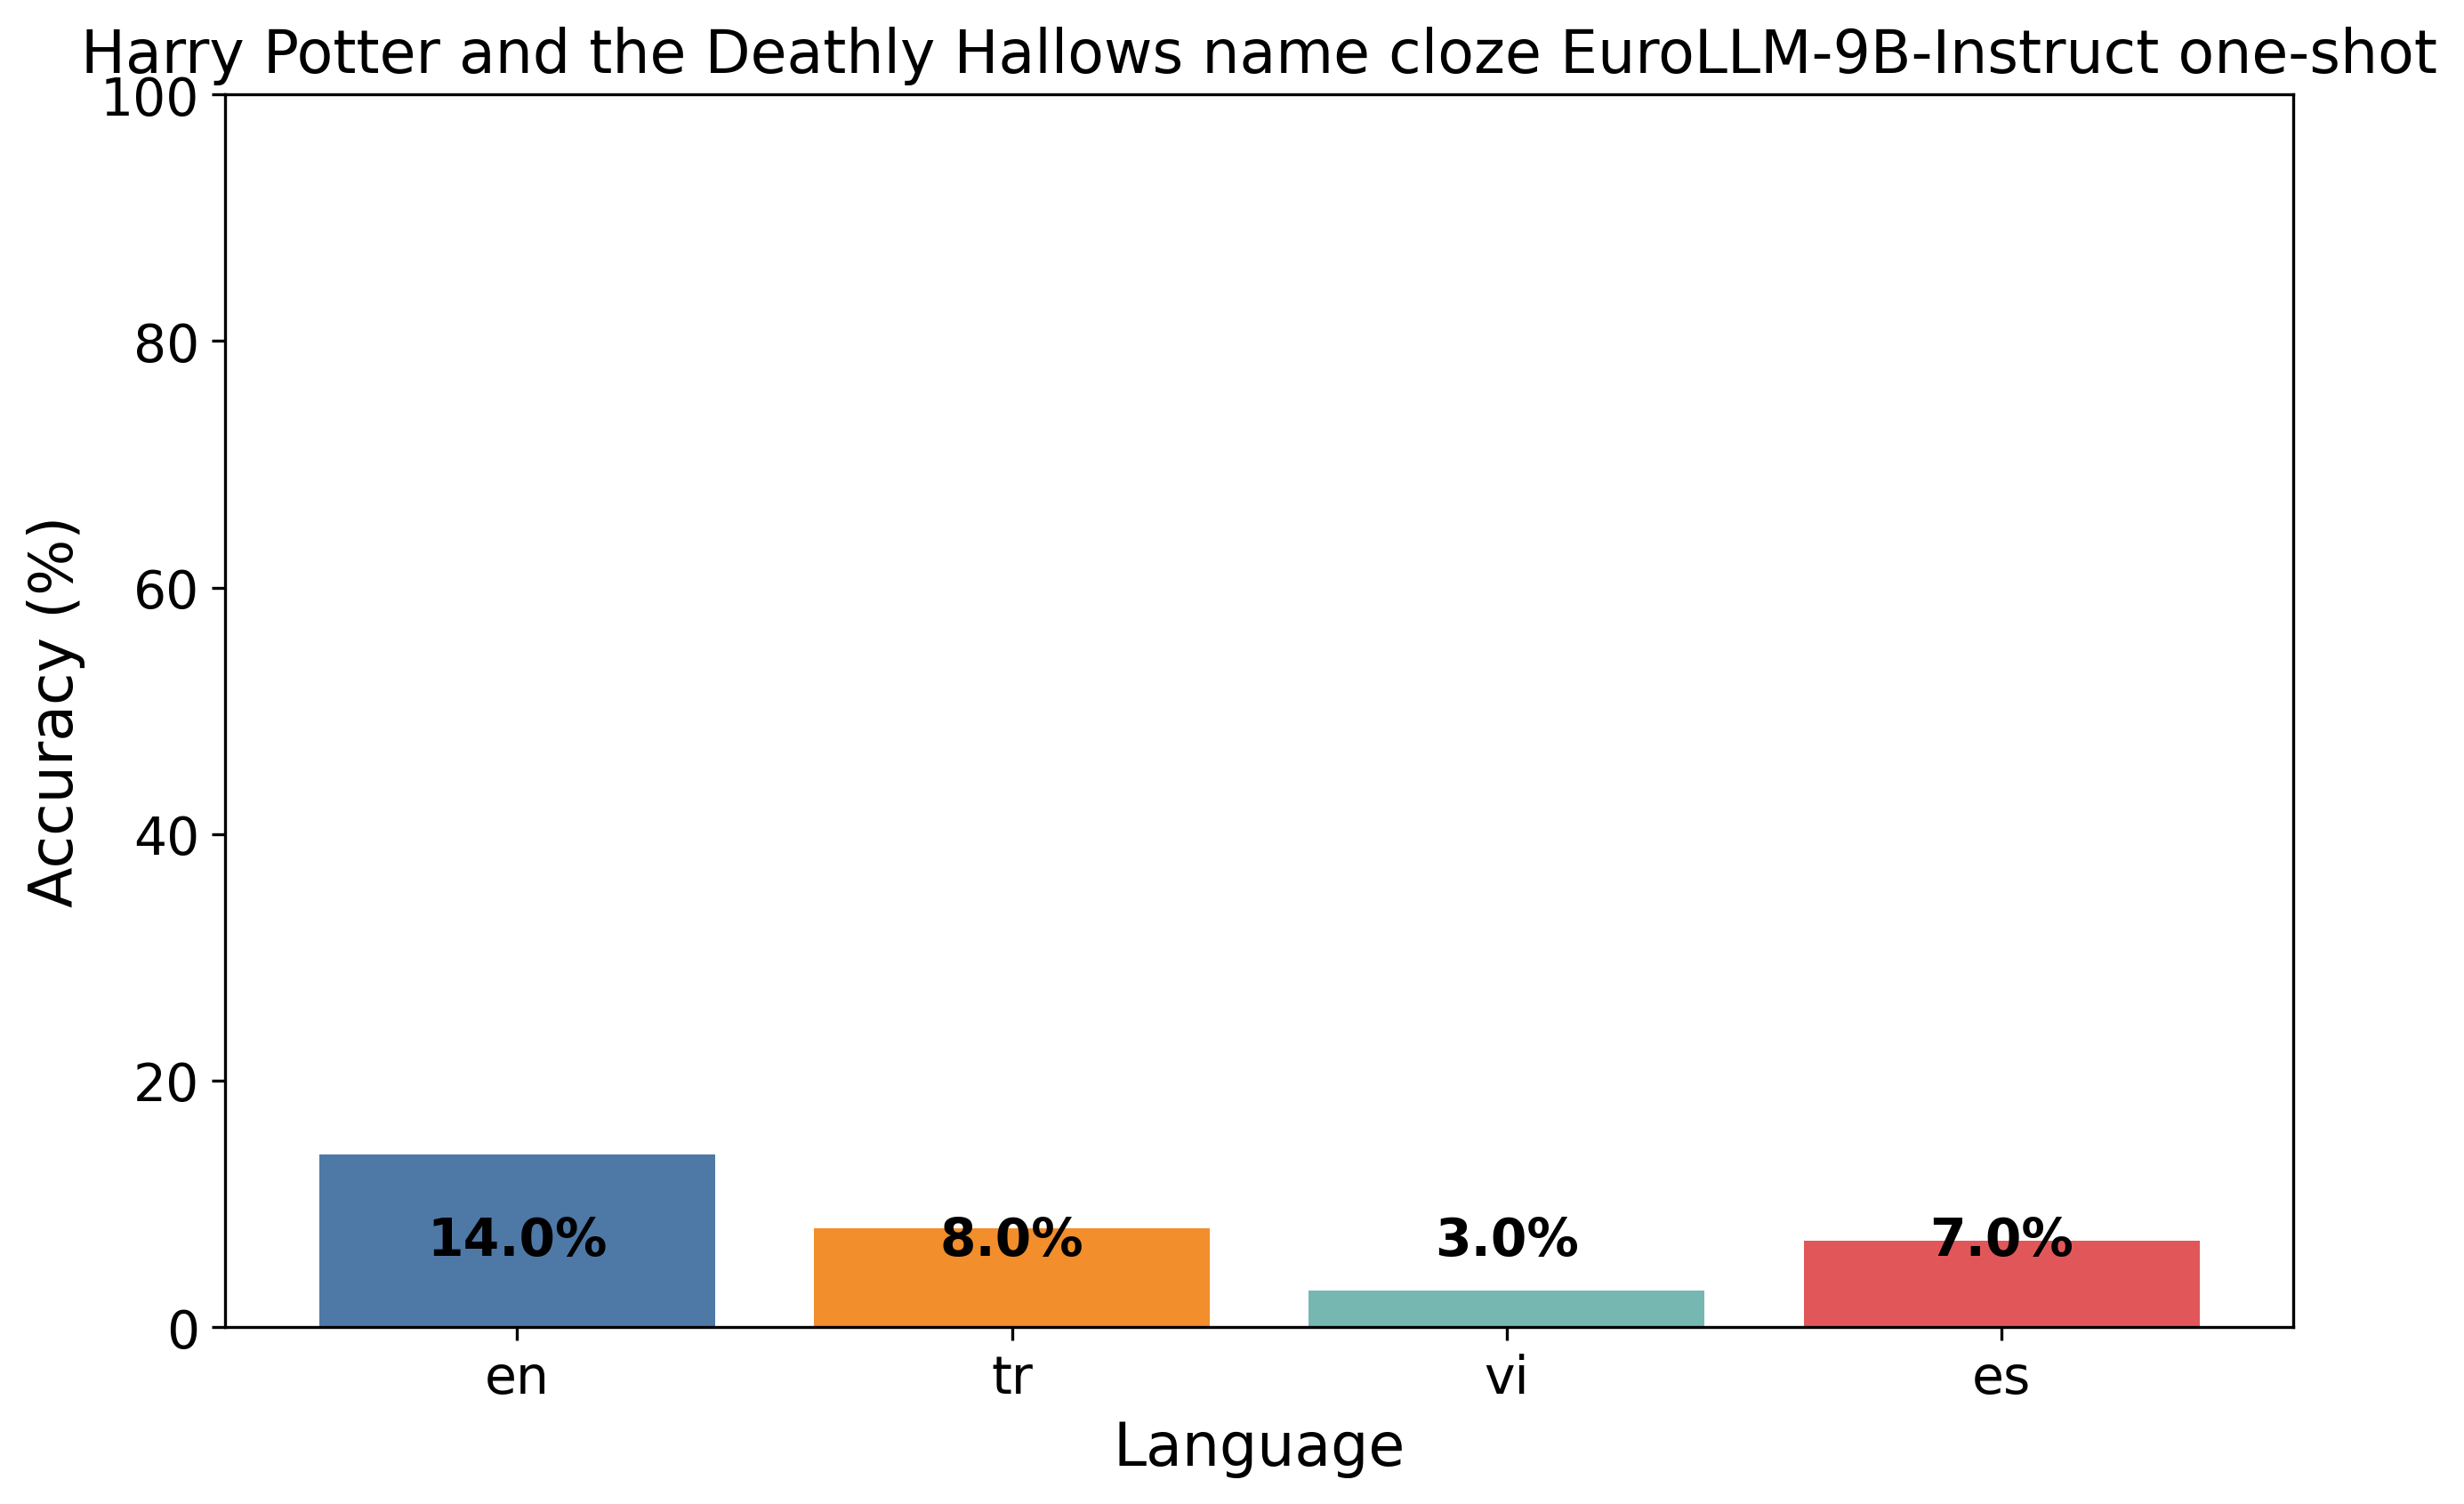 Harry Potter and the Deathly Hallows name cloze EuroLLM-9B-Instruct one-shot
100
80
60
40
20
0
Accuracy (%)
14.0%
8.0%
3.0%
7.0%
en
tr
vi
es
Language